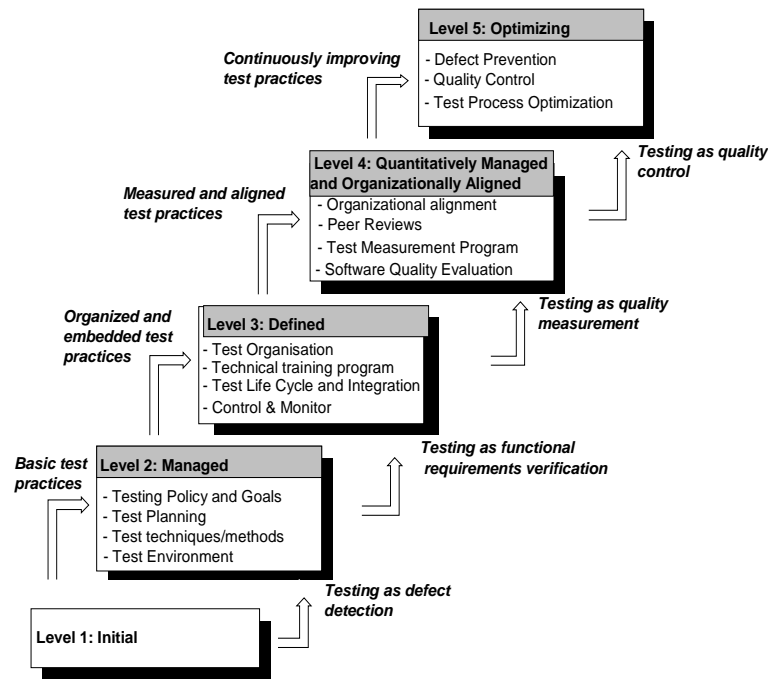 Level 5: Optimizing
- Defect Prevention
- Quality Control
- Test Process Optimization
Continuously improving
test practices
Testing as quality
control
Level 4: Quantitatively Managed
and Organizationally Aligned
- Organizational alignment
- Peer Reviews
- Test Measurement Program
- Software Quality Evaluation
Measured and aligned
test practices
Testing as quality
measurement
Level 3: Defined
- Test Organisation
- Technical training program
- Test Life Cycle and Integration
- Control & Monitor
Organized and
embedded test
practices
Testing as functional
requirements verification
Level 2: Managed
- Testing Policy and Goals
- Test Planning
- Test techniques/methods
- Test Environment
Basic test
practices
Testing as defect
detection
Level 1: Initial